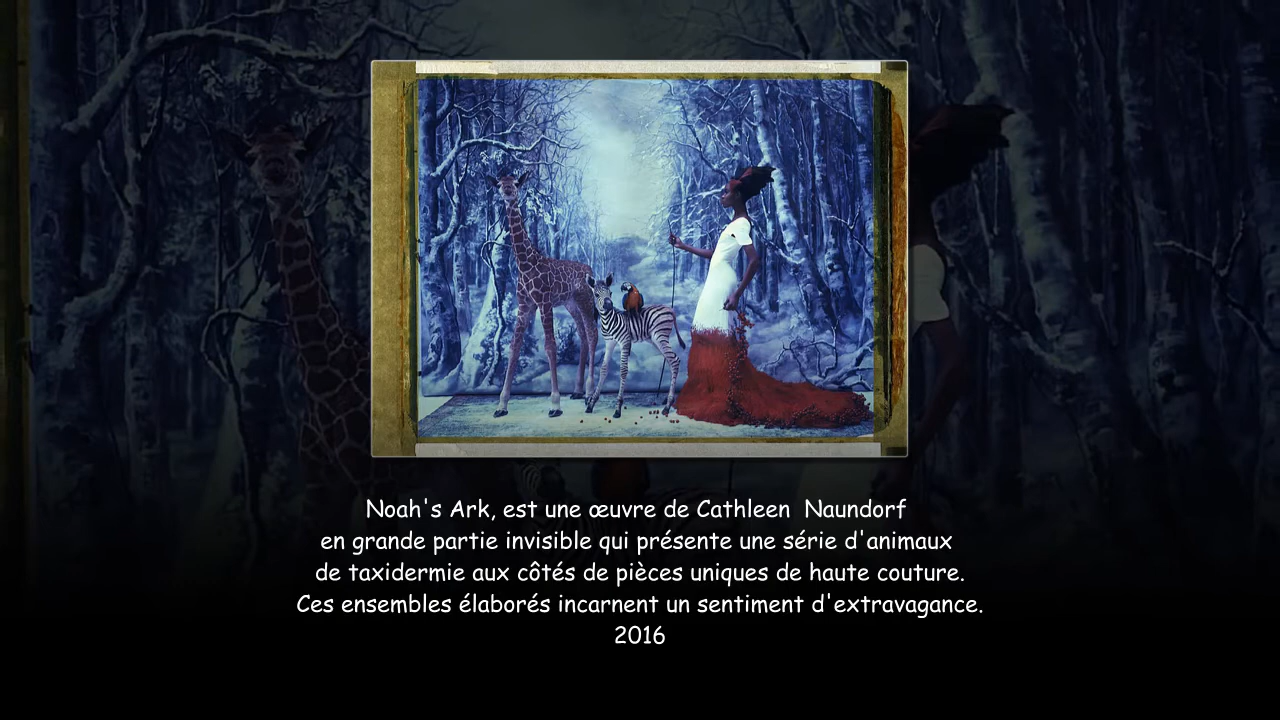 Noah's Ark, est une œuvre de Cathleen  Naundorf
en grande partie invisible qui présente une série d'animaux
de taxidermie aux côtés de pièces uniques de haute couture.
Ces ensembles élaborés incarnent un sentiment d'extravagance.
2016